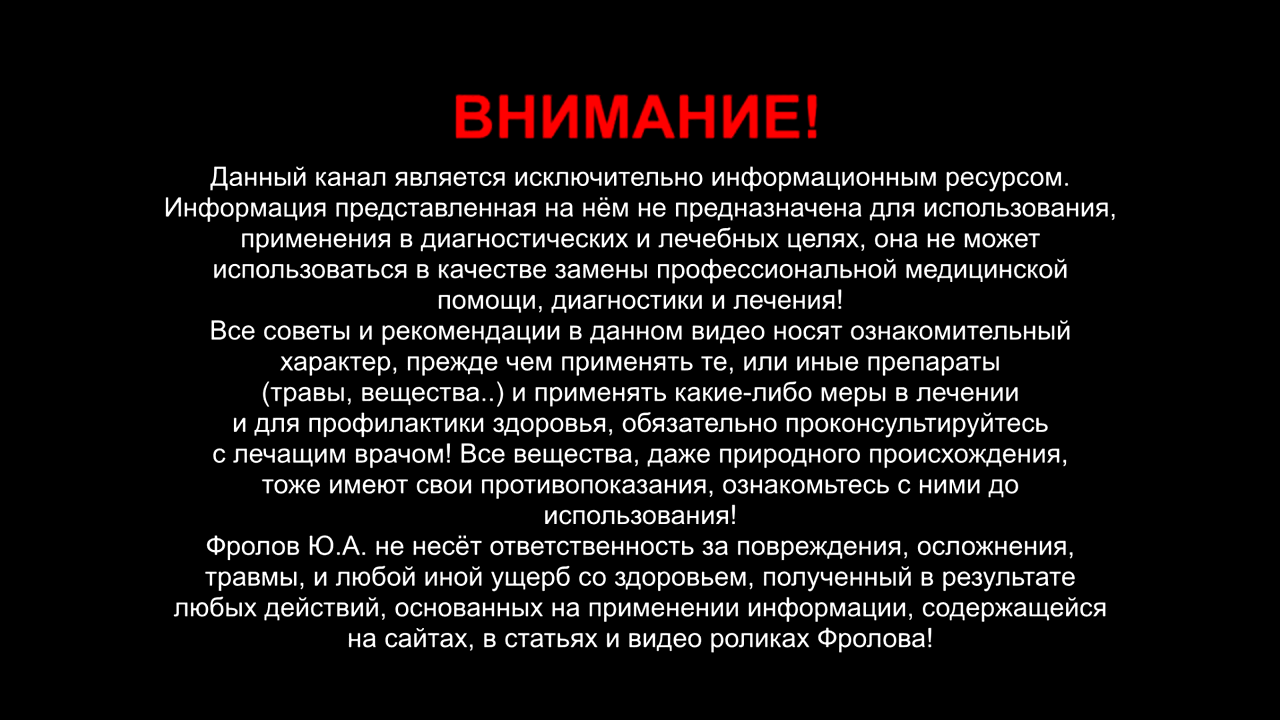 ВНИМАНИЕ!
Данный канал является исключительно информационным ресурсом.
Информация представленная на нём не предназначена для использования,
применения в диагностических и лечебных целях, она не может
использоваться в качестве замены профессиональной медицинской
помощи, диагностики и лечения!
Все советы и рекомендации в данном видео носят ознакомительный
характер, прежде чем применять те, или иные препараты
(травы, вещества..) и применять какие-либо меры в лечении
и для профилактики здоровья, обязательно проконсультируйтесь
с лечащим врачом! Все вещества, даже природного происхождения,
тоже имеют свои противопоказания, ознакомьтесь с ними до
использования!
Фролов Ю.А. не несёт ответственность за повреждения, осложнения,
травмы, и любой иной ущерб со здоровьем, полученный в результате
любых действий, основанных на применении информации, содержащейся
на сайтах, в статьях и видео роликах Фролова!